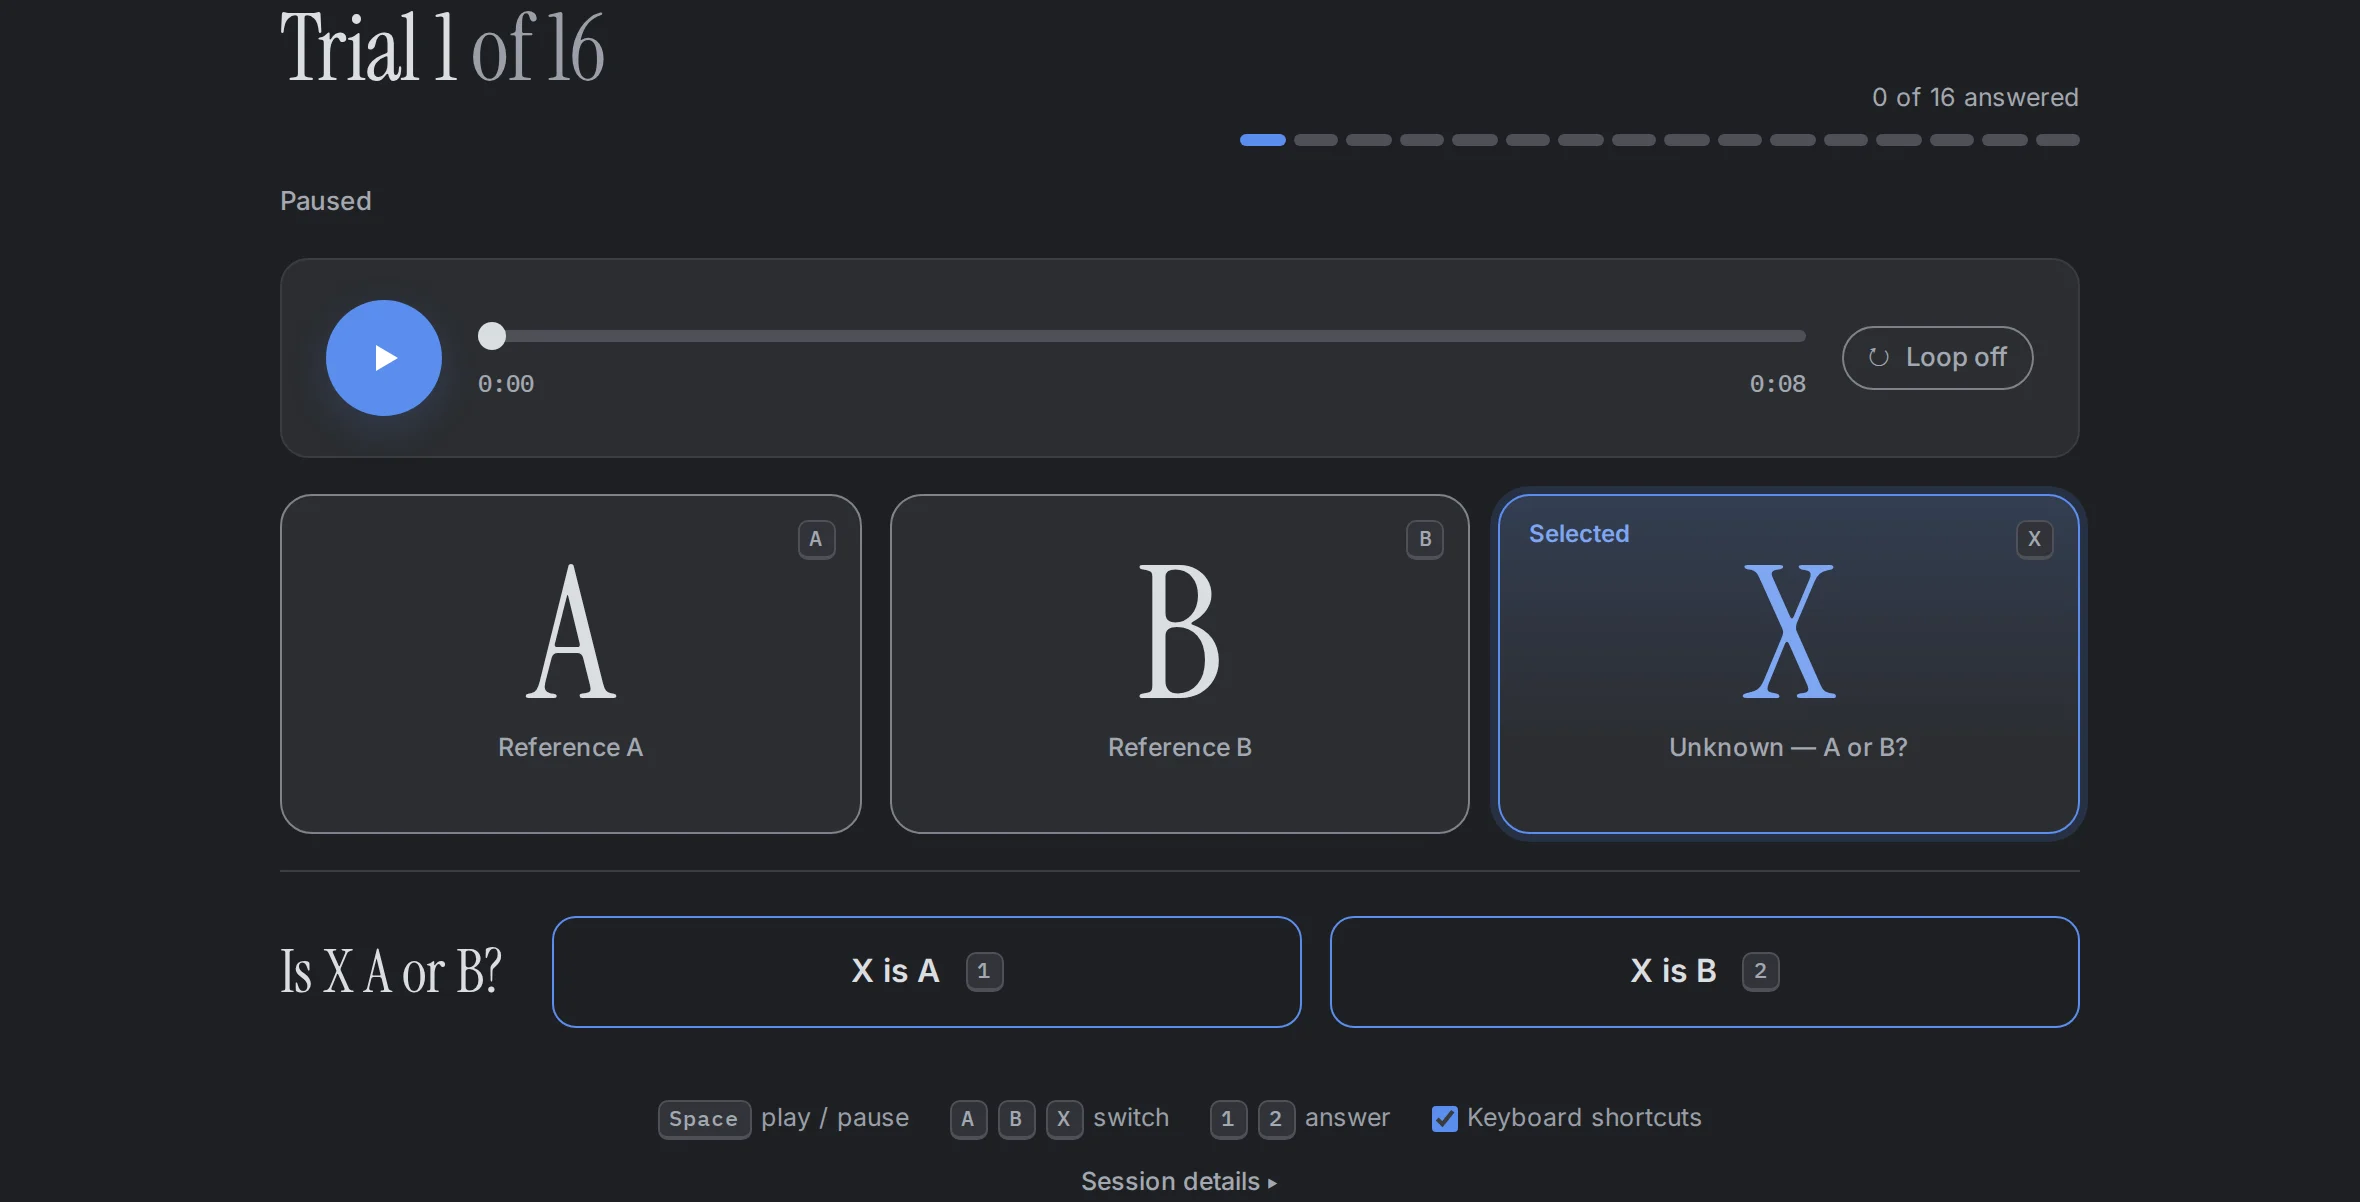 Trial 1 of 16
0 of 16 answered
Paused
0:00
0:08
Loop off
A
A
Reference A
B
B
Reference B
Selected
X
X
Unknown — A or B?
Is X A or B?
X is A 1
X is B 2
Space play / pause A B X switch 1 2 answer Keyboard shortcuts
Session details ▸